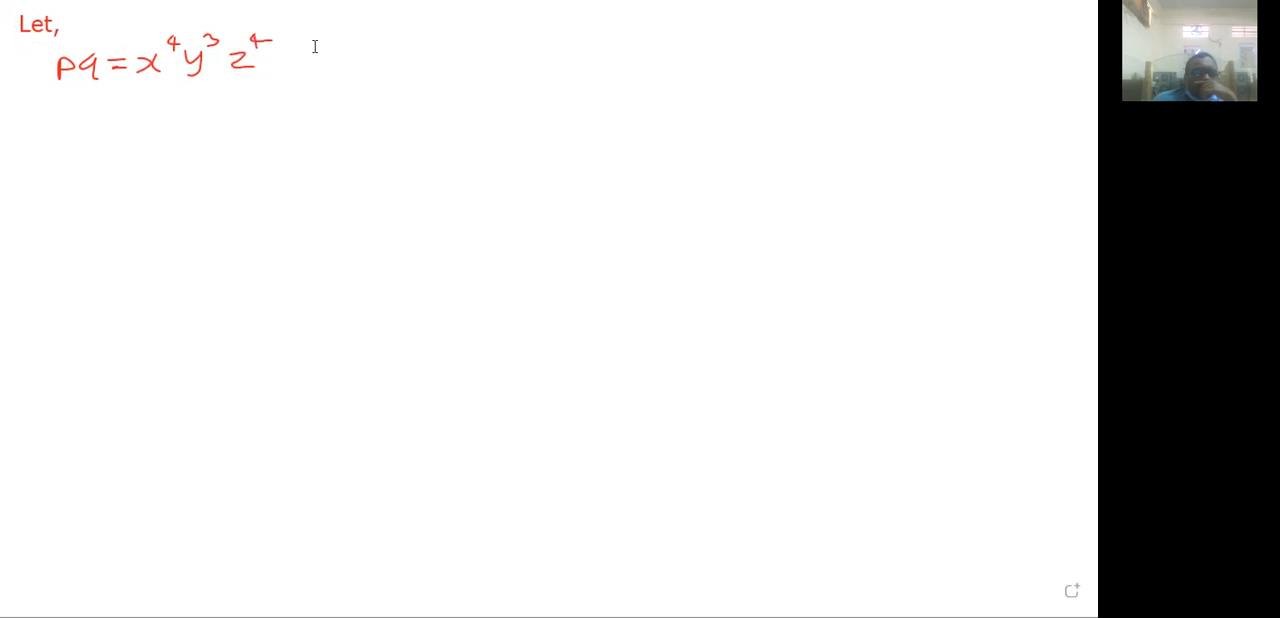 Let,
pq = x⁴y³z⁴